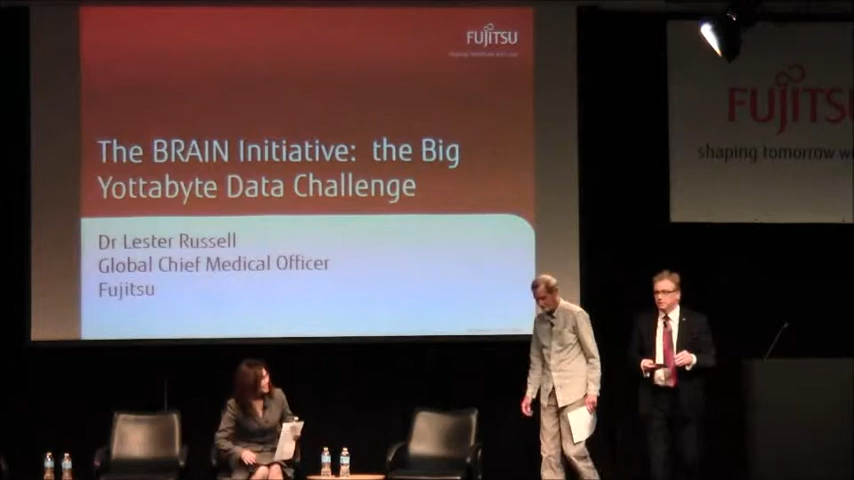 FUJITSU
The BRAIN Initiative: the Big
Yottabyte Data Challenge
Dr Lester Russell
Global Chief Medical Officer
Fujitsu
FUJITSU
shaping tomorrow